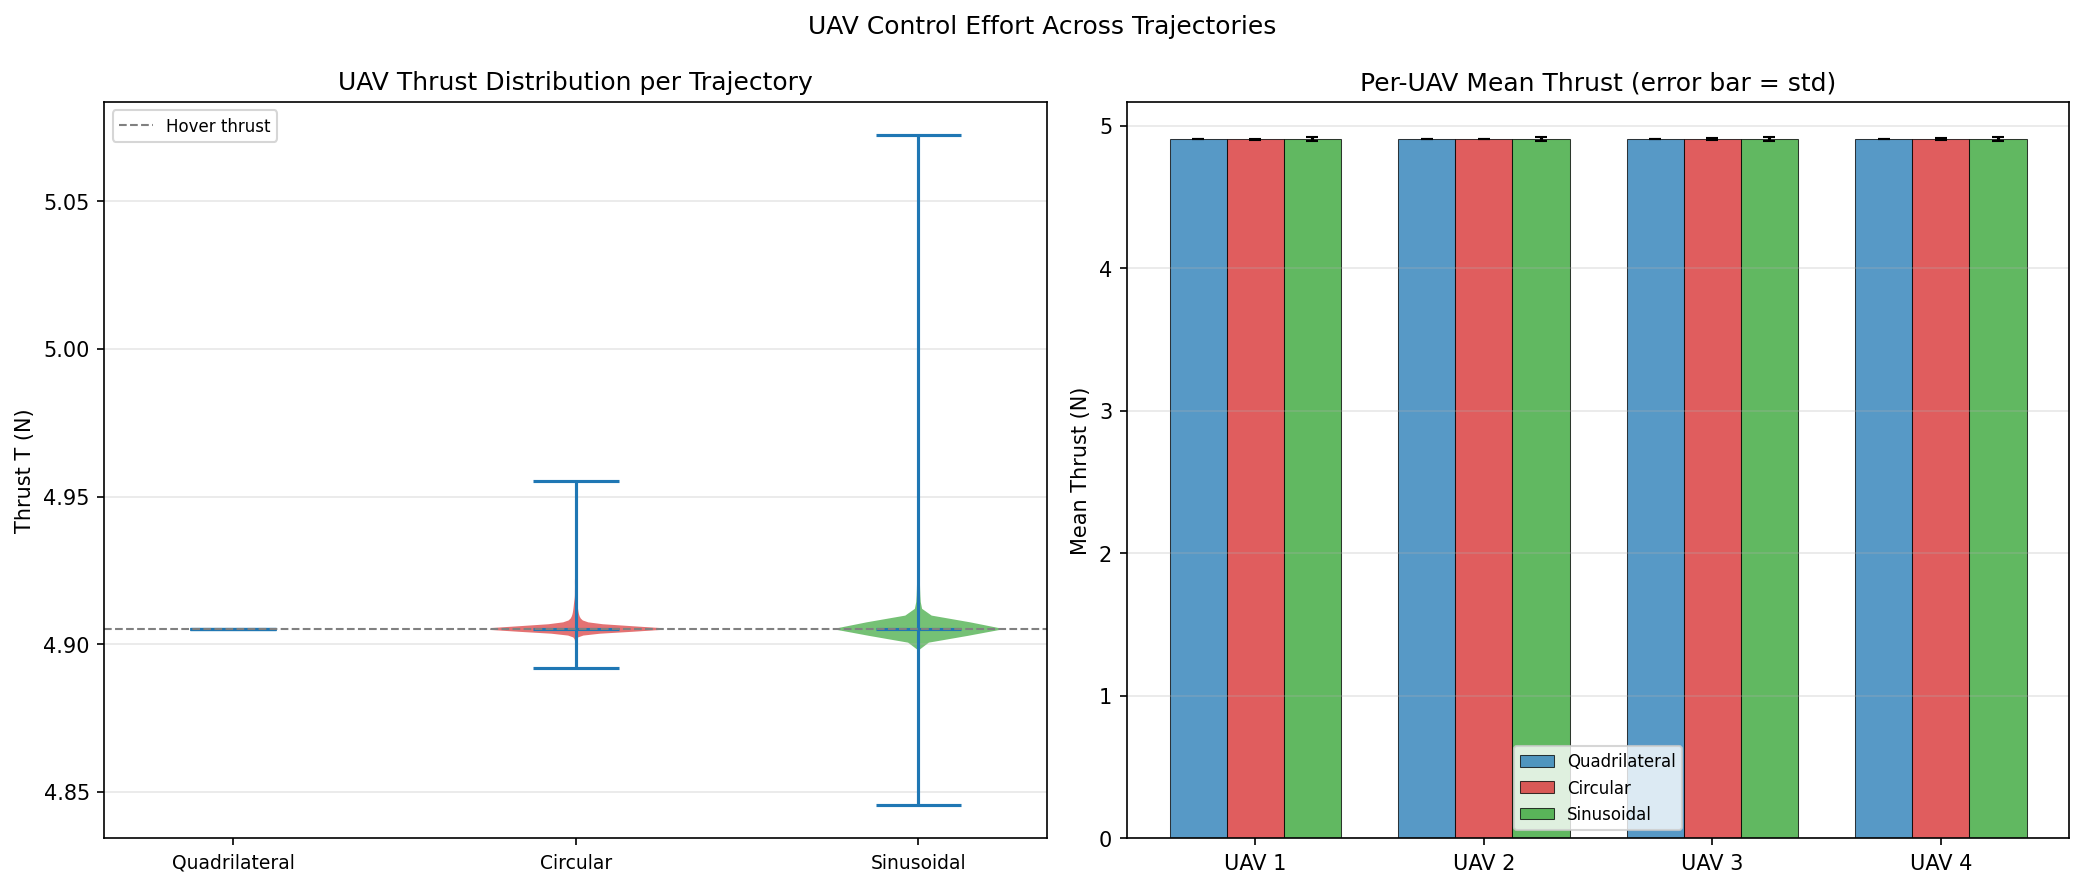 UAV Control Effort Across Trajectories
UAV Thrust Distribution per Trajectory
Hover thrust
Thrust T (N)
5.05
5.00
4.95
4.90
4.85
Quadrilateral
Circular
Sinusoidal
Per-UAV Mean Thrust (error bar = std)
Mean Thrust (N)
5
4
3
2
1
0
Quadrilateral
Circular
Sinusoidal
UAV 1
UAV 2
UAV 3
UAV 4